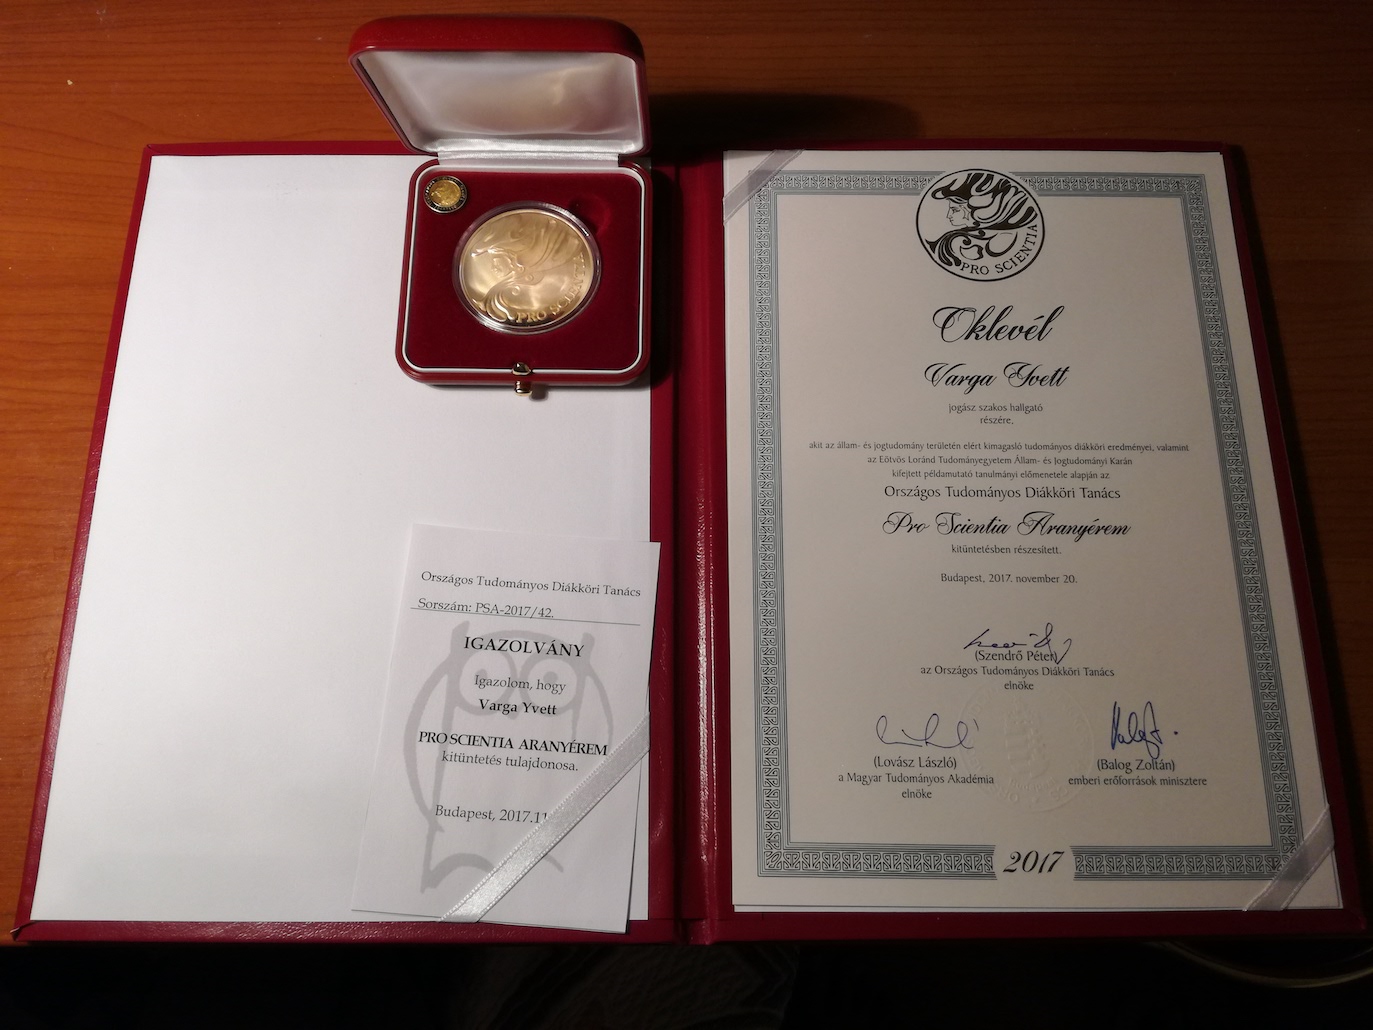 PRO SCIENTIA
Országos Tudományos Diákköri Tanács
Sorszám: PSA-2017/42.
IGAZOLVÁNY
Igazolom, hogy
Varga Yvett
PRO SCIENTIA ARANYÉREM
kitüntetés tulajdonosa.
Budapest, 2017.11
PRO SCIENTIA
Oklevél
Varga Yvett
jogász szakos hallgató
részére,
akit az állam- és jogtudomány területén elért kimagasló tudományos diákköri eredményei, valamint
az Eötvös Loránd Tudományegyetem Állam- és Jogtudományi Karán
kifejtett példamutató tanulmányi előmenetele alapján az
Országos Tudományos Diákköri Tanács
Pro Scientia Aranyérem
kitüntetésben részesített.
Budapest, 2017. november 20.
(Szendrő Péter)
az Országos Tudományos Diákköri Tanács
elnöke
(Lovász László)
a Magyar Tudományos Akadémia
elnöke
(Balog Zoltán)
emberi erőforrások minisztere
2017